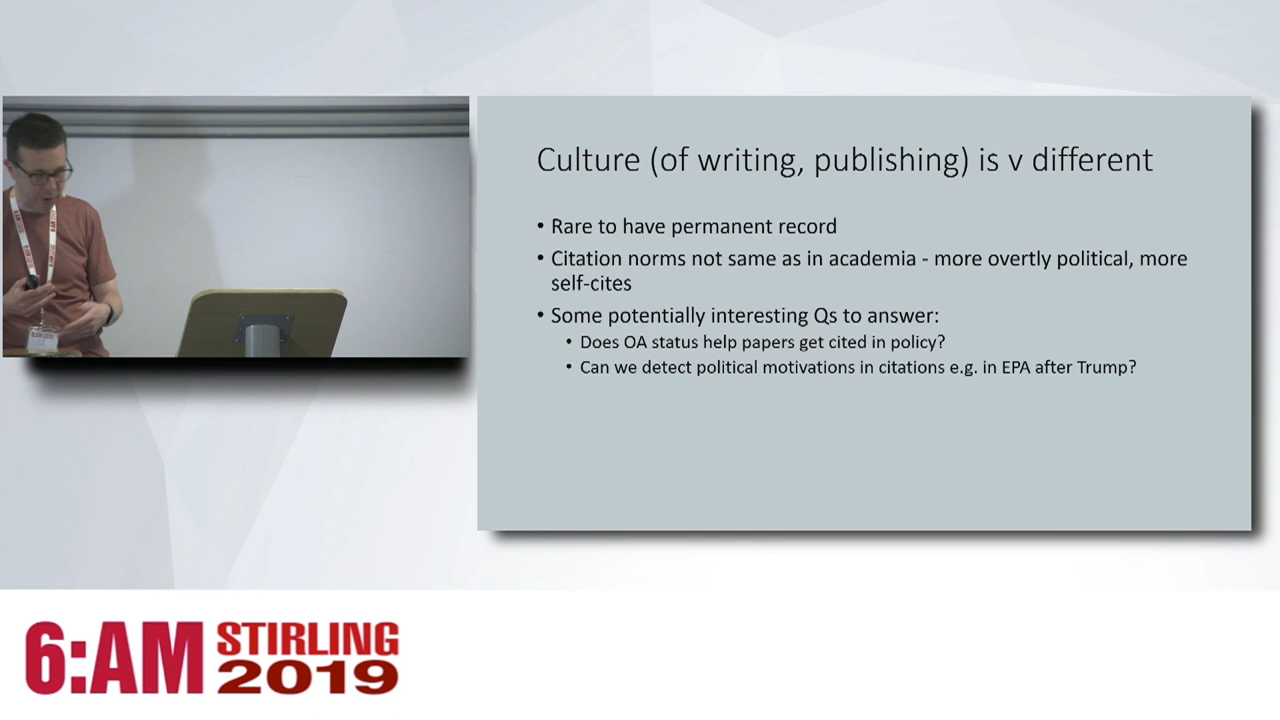 Culture (of writing, publishing) is v different
• Rare to have permanent record
• Citation norms not same as in academia - more overtly political, more
self-cites
• Some potentially interesting Qs to answer:
• Does OA status help papers get cited in policy?
• Can we detect political motivations in citations e.g. in EPA after Trump?
6:AM STIRLING
2019